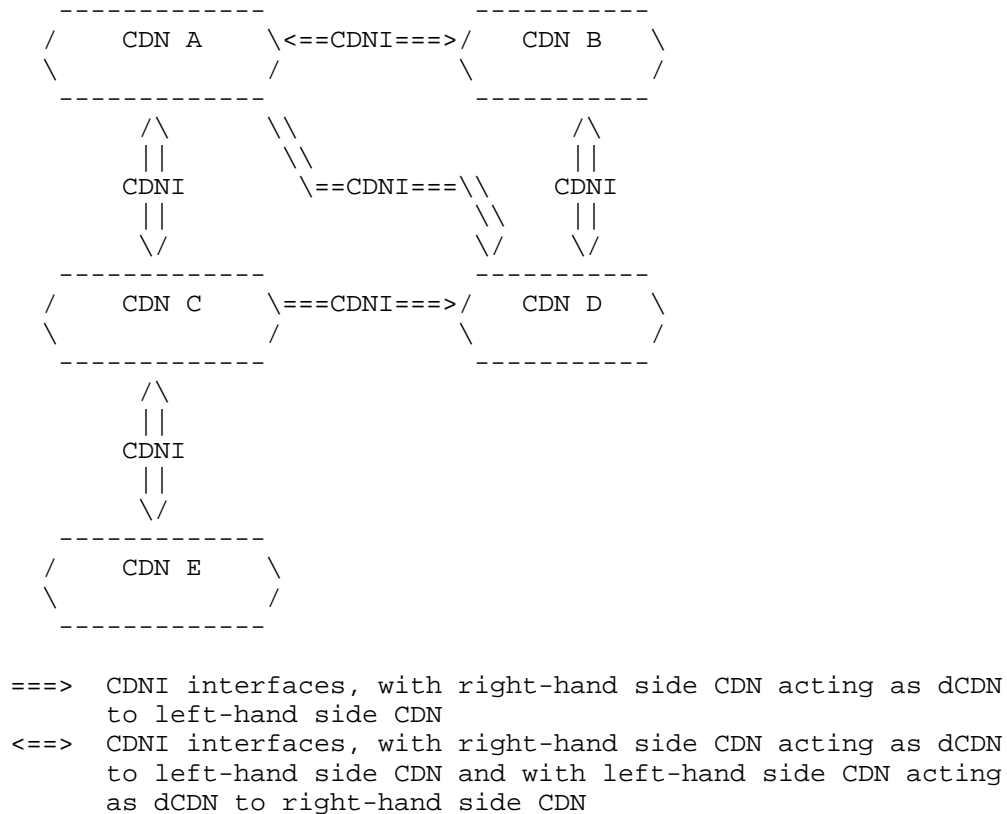 CDN A <==CDNI===> CDN B
CDNI \==CDNI===\\ CDNI
CDN C \===CDNI===> CDN D
CDNI
CDN E
===> CDNI interfaces, with right-hand side CDN acting as dCDN
to left-hand side CDN
<==> CDNI interfaces, with right-hand side CDN acting as dCDN
to left-hand side CDN and with left-hand side CDN acting
as dCDN to right-hand side CDN